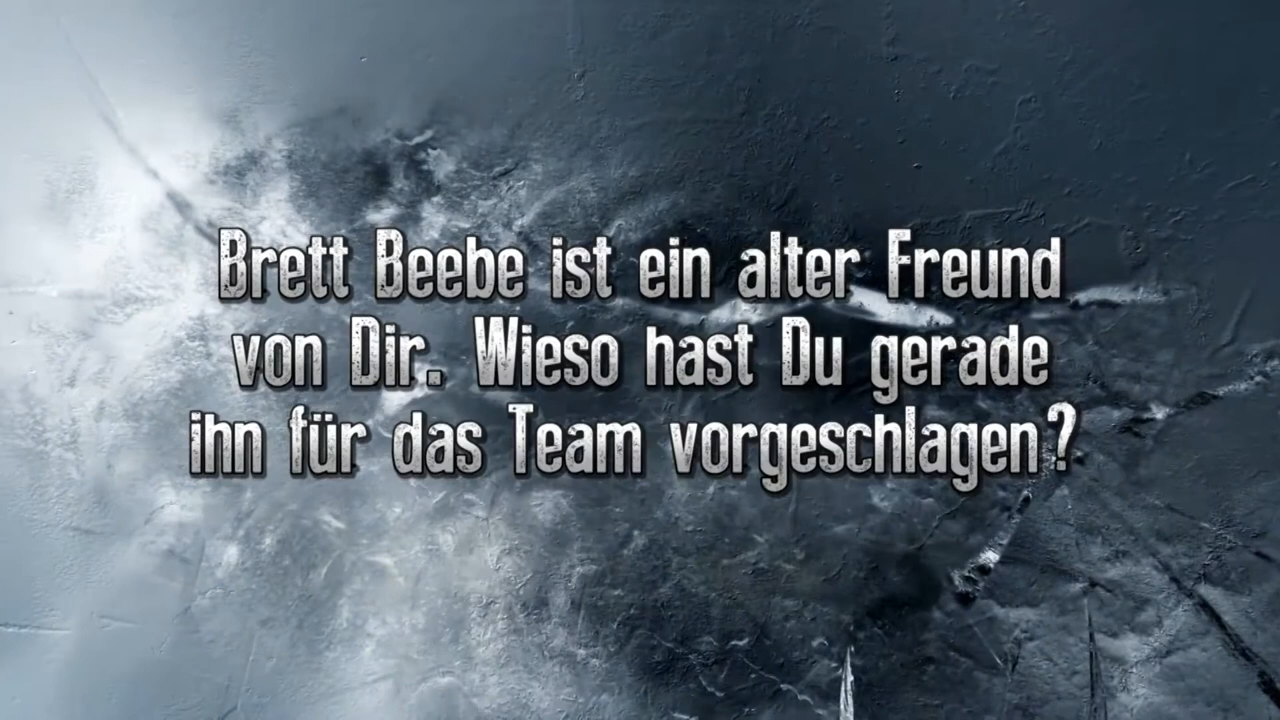 Brett Beebe ist ein alter Freund
von Dir. Wieso hast Du gerade
ihn für das Team vorgeschlagen?